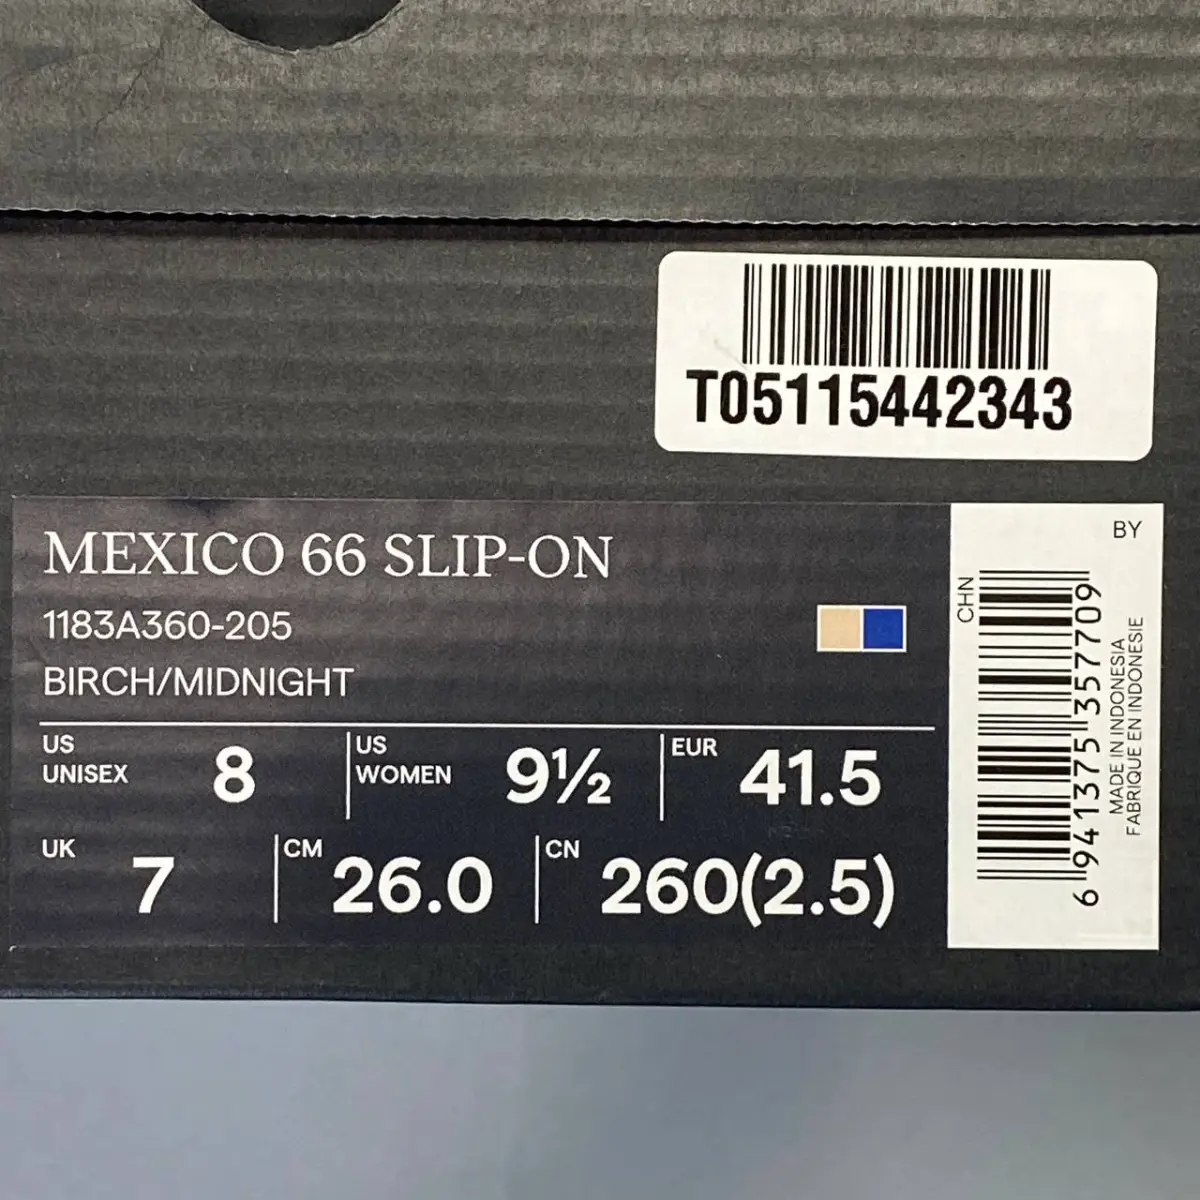 T05115442343
MEXICO 66 SLIP-ON
1183A360-205
BIRCH/MIDNIGHT
US UNISEX 8
US WOMEN 9½
EUR 41.5
UK 7
CM 26.0
CN 260(2.5)
BY
CHN
6 941375 357709
MADE IN INDONESIA
FABRIQUE EN INDONESIE